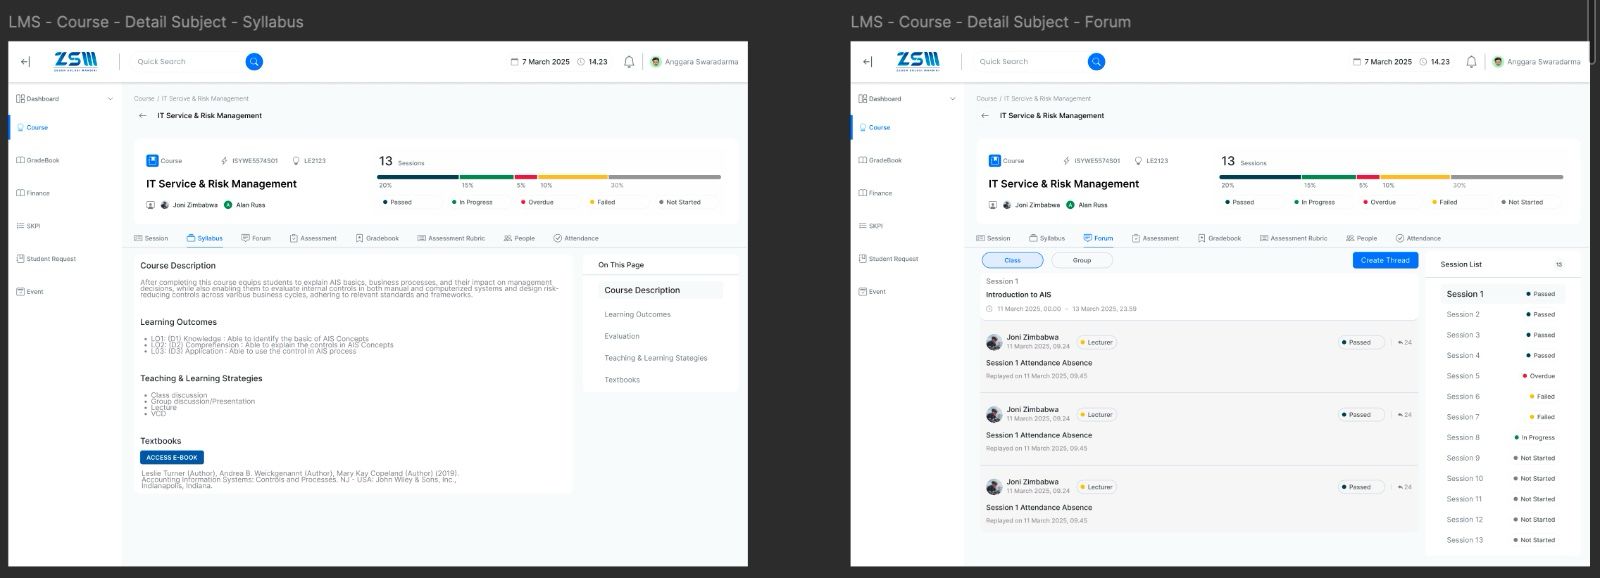 LMS - Course - Detail Subject - Syllabus
ZSM
Quick Search
7 March 2025 14.23
Anggara Swaradarma
Dashboard
Course
GradeBook
Finance
SKPI
Student Request
Event
Course / IT Sercive & Risk Management
IT Service & Risk Management
Course ISYWE5574S01 LE2123
IT Service & Risk Management
Joni Zimbabwa Alan Russ
13 Sessions
20% 15% 5% 10% 30%
Passed In Progress Overdue Failed Not Started
Session Syllabus Forum Assessment Gradebook Assessment Rubric People Attendance
Course Description
After completing this course equips students to explain AIS basics, business processes, and their impact on management
decisions, while also enabling them to evaluate internal controls in both manual and computerized systems and design risk-
reducing controls across various business cycles, adhering to relevant standards and frameworks.
Learning Outcomes
• LO1: (D1) Knowledge : Able to identify the basic of AIS Concepts
• LO2: (D2) Comprehension : Able to explain the controls in AIS Concepts
• L03: (D3) Application : Able to use the control in AIS process
Teaching & Learning Strategies
• Class discussion
• Group discussion/Presentation
• Lecture
• VCD
Textbooks
ACCESS E-BOOK
Leslie Turner (Author), Andrea B. Weickgenannt (Author), Mary Kay Copeland (Author) (2019).
Accounting Information Systems: Controls and Processes. NJ - USA: John Wiley & Sons, Inc.,
Indianapolis, Indiana.
On This Page
Course Description
Learning Outcomes
Evaluation
Teaching & Learning Stategies
Textbooks
LMS - Course - Detail Subject - Forum
ZSM
Quick Search
7 March 2025 14.23
Anggara Swaradarma
Dashboard
Course
GradeBook
Finance
SKPI
Student Request
Event
Course / IT Sercive & Risk Management
IT Service & Risk Management
Course ISYWE5574S01 LE2123
IT Service & Risk Management
Joni Zimbabwa Alan Russ
13 Sessions
20% 15% 5% 10% 30%
Passed In Progress Overdue Failed Not Started
Session Syllabus Forum Assessment Gradebook Assessment Rubric People Attendance
Class Group Create Thread
Session 1
Introduction to AIS
11 March 2025, 00.00 - 13 March 2025, 23.59
Joni Zimbabwa
11 March 2025, 09.24
Lecturer
Passed
24
Session 1 Attendance Absence
Replayed on 11 March 2025, 09.45
Joni Zimbabwa
11 March 2025, 09.24
Lecturer
Passed
24
Session 1 Attendance Absence
Replayed on 11 March 2025, 09.45
Joni Zimbabwa
11 March 2025, 09.24
Lecturer
Passed
24
Session 1 Attendance Absence
Replayed on 11 March 2025, 09.45
Session List 13
Session 1 Passed
Session 2 Passed
Session 3 Passed
Session 4 Passed
Session 5 Overdue
Session 6 Failed
Session 7 Failed
Session 8 In Progress
Session 9 Not Started
Session 10 Not Started
Session 11 Not Started
Session 12 Not Started
Session 13 Not Started